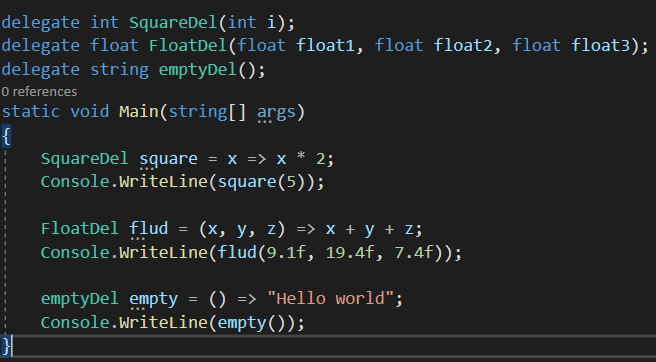 delegate int SquareDel(int i);
delegate float FloatDel(float float1, float float2, float float3);
delegate string emptyDel();
0 references
static void Main(string[] args)
{
    SquareDel square = x => x * 2;
    Console.WriteLine(square(5));
    FloatDel flud = (x, y, z) => x + y + z;
    Console.WriteLine(flud(9.1f, 19.4f, 7.4f));
    emptyDel empty = () => "Hello world";
    Console.WriteLine(empty());
}